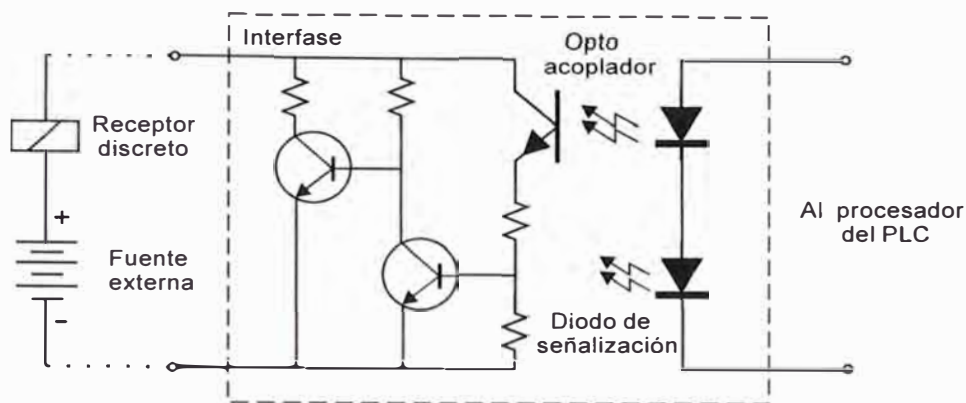 Interfase
Opto
acoplador
Receptor
discreto
+
Fuente
externa
-
Al procesador
del PLC
Diodo de
señalización